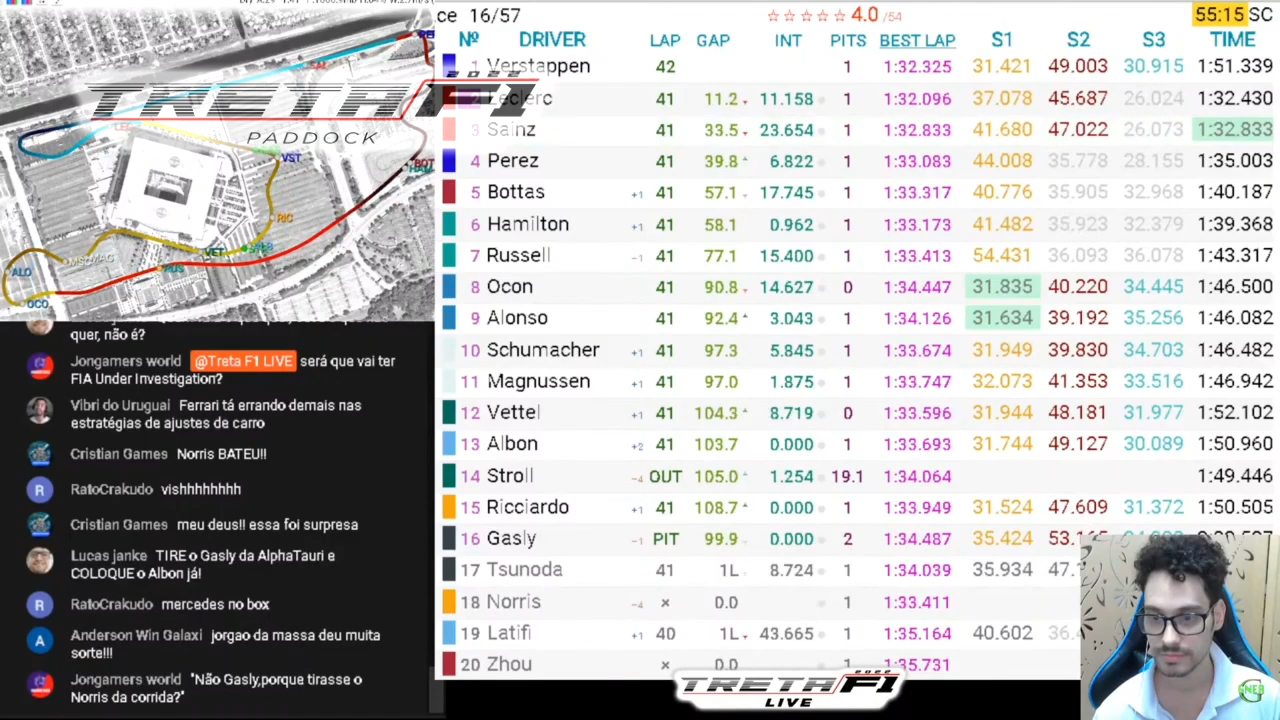 ce 16/57
4.0 /54
55:15 SC
Nº DRIVER LAP GAP INT PITS BEST LAP S1 S2 S3 TIME
1 Verstappen 42 1 1:32.325 31.421 49.003 30.915 1:51.339
2 Leclerc 41 11.2 11.158 1 1:32.096 37.078 45.687 1:32.430
3 Sainz 41 33.5 23.654 1 1:32.833 41.680 47.022 26.073 1:32.833
4 Perez 41 39.8 6.822 1 1:33.083 44.008 35.778 28.155 1:35.003
5 Bottas +1 41 57.1 17.745 1 1:33.317 40.776 35.905 32.968 1:40.187
6 Hamilton +1 41 58.1 0.962 1 1:33.173 41.482 35.923 32.979 1:39.368
7 Russell -1 41 77.1 15.400 1 1:33.413 54.431 36.093 36.078 1:43.317
8 Ocon 41 90.8 14.627 0 1:34.447 31.835 40.220 34.445 1:46.500
9 Alonso 41 92.4 3.043 1 1:34.126 31.634 39.192 35.256 1:46.082
10 Schumacher +1 41 97.3 5.845 1 1:33.674 31.949 39.830 34.703 1:46.482
11 Magnussen +1 41 97.0 1.875 1 1:33.747 32.073 41.353 33.516 1:46.942
12 Vettel +1 41 104.3 8.719 0 1:33.596 31.944 48.181 31.977 1:52.102
13 Albon +2 41 103.7 0.000 1 1:33.693 31.744 49.127 30.089 1:50.960
14 Stroll -4 OUT 105.0 1.254 19.1 1:34.064 1:49.446
15 Ricciardo +1 41 108.7 0.000 1 1:33.949 31.524 47.609 31.372 1:50.505
16 Gasly -1 PIT 99.9 0.000 2 1:34.487 35.424
17 Tsunoda 41 1L 8.724 1 1:34.039 35.934
18 Norris -4 × 0.0 1 1:33.411
19 Latifi +1 40 1L 43.665 1 1:35.164 40.602
20 Zhou × 0.0 1 1:35.731
2022
TRETA F1
PADDOCK
VST
BOT
HAM
RIC
VET
RUS
ALO
OCO
quer, não é?
Jongamers world @Treta F1 LIVE será que vai ter
FIA Under Investigation?
Vibri do Uruguai Ferrari tá errando demais nas
estratégias de ajustes de carro
Cristian Games Norris BATEU!!
R RatoCrakudo vishhhhhhhh
Cristian Games meu deus!! essa foi surpresa
Lucas janke TIRE o Gasly da AlphaTauri e
COLOQUE o Albon já!
R RatoCrakudo mercedes no box
A Anderson Win Galaxi jorgao da massa deu muita
sorte!!!
Jongamers world "Não Gasly,porque tirasse o
Norris da corrida?"
2022
TRETA F1
LIVE